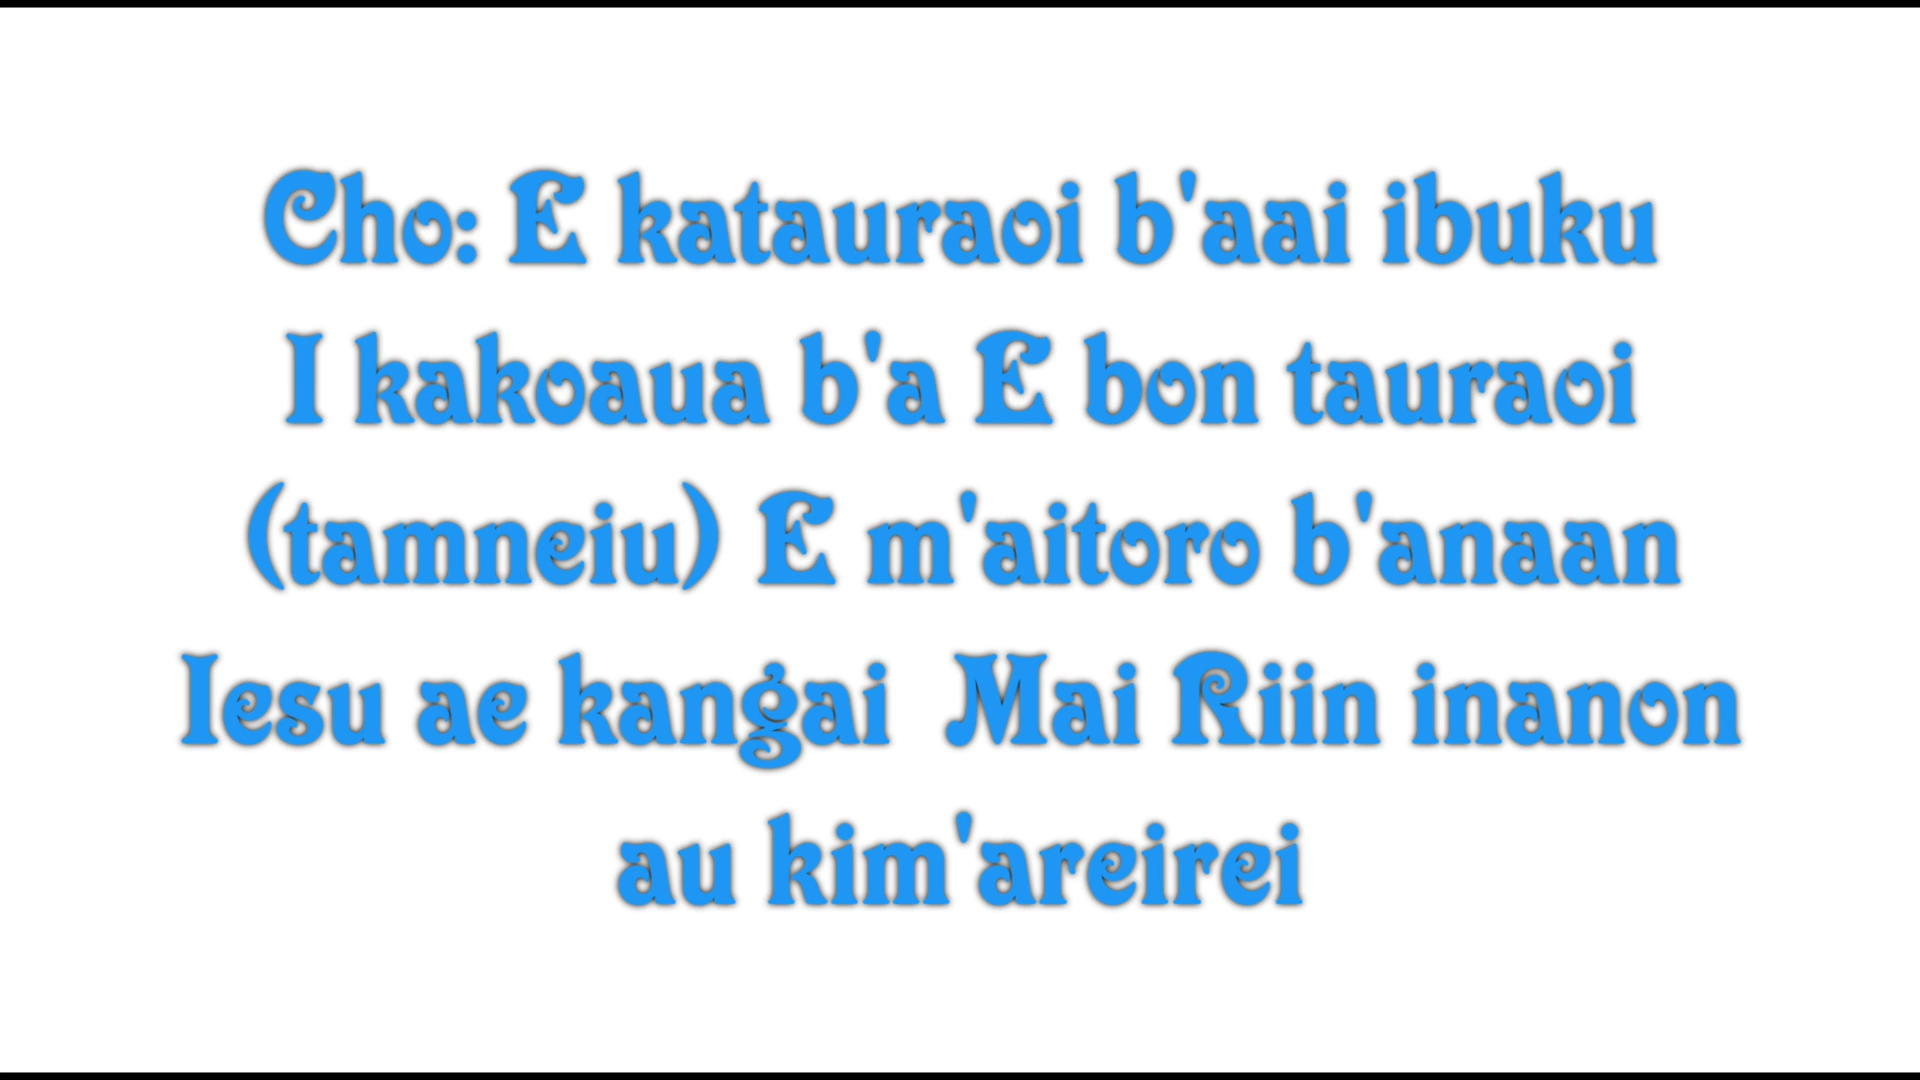 Cho: E katauraoi b'aai ibuku
I kakoaua b'a E bon tauraoi
(tamneiu) E m'aitoro b'anaan
Iesu ae kangai  Mai Riin inanon
au kim'areirei